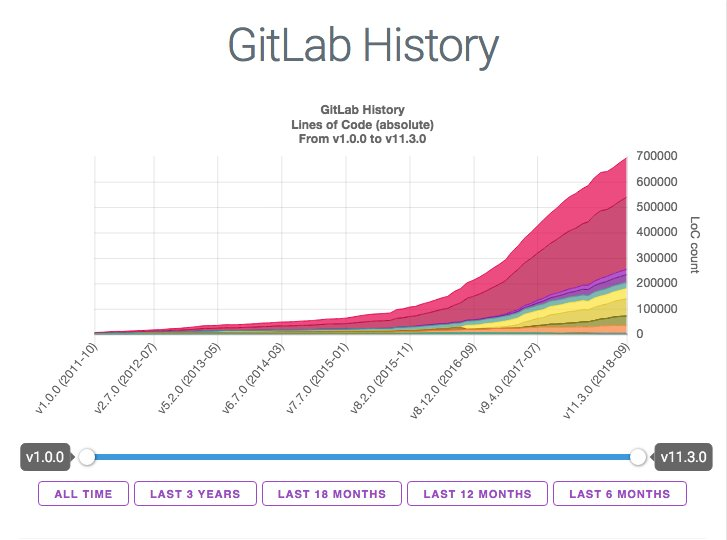 GitLab History
GitLab History
Lines of Code (absolute)
From v1.0.0 to v11.3.0
700000
600000
500000
400000
300000
200000
100000
0
LoC count
v1.0.0 (2011-10)
v2.7.0 (2012-07)
v5.2.0 (2013-05)
v6.7.0 (2014-03)
v7.7.0 (2015-01)
v8.2.0 (2015-11)
v8.12.0 (2016-09)
v9.4.0 (2017-07)
v11.3.0 (2018-09)
v1.0.0
v11.3.0
ALL TIME
LAST 3 YEARS
LAST 18 MONTHS
LAST 12 MONTHS
LAST 6 MONTHS